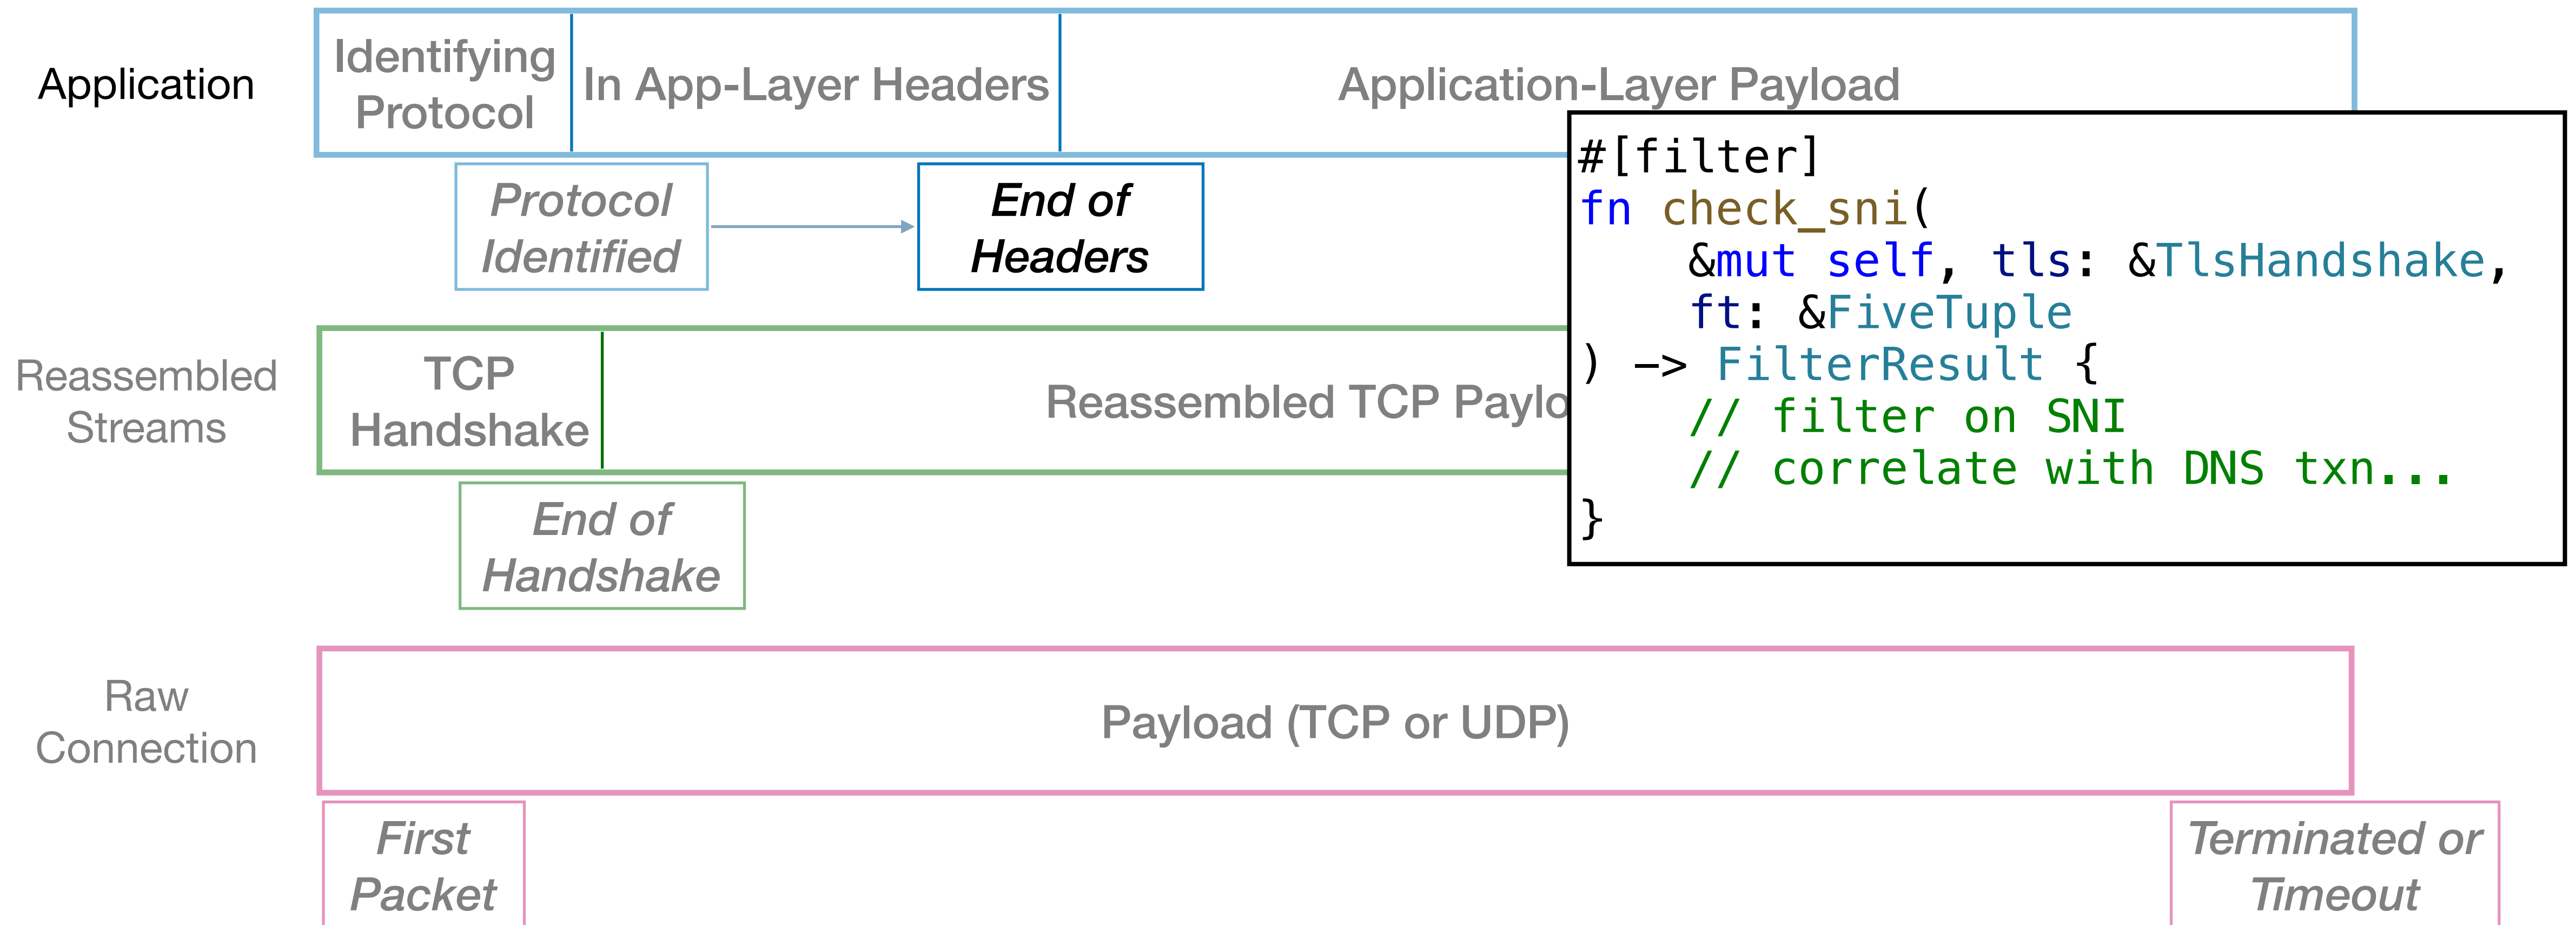 Application
Identifying
Protocol
In App-Layer Headers
Application-Layer Payload
Protocol
Identified
End of
Headers
#[filter]
fn check_sni(
    &mut self, tls: &TlsHandshake,
    ft: &FiveTuple
) -> FilterResult {
    // filter on SNI
    // correlate with DNS txn...
}
Reassembled
Streams
TCP
Handshake
Reassembled TCP Paylo
End of
Handshake
Raw
Connection
Payload (TCP or UDP)
First
Packet
Terminated or
Timeout